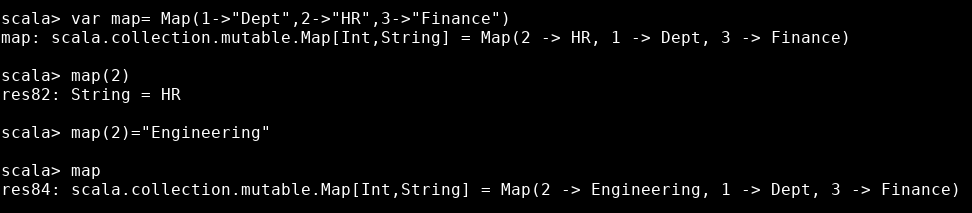 scala> var map= Map(1->"Dept",2->"HR",3->"Finance")
map: scala.collection.mutable.Map[Int,String] = Map(2 -> HR, 1 -> Dept, 3 -> Finance)
scala> map(2)
res82: String = HR
scala> map(2)="Engineering"
scala> map
res84: scala.collection.mutable.Map[Int,String] = Map(2 -> Engineering, 1 -> Dept, 3 -> Finance)